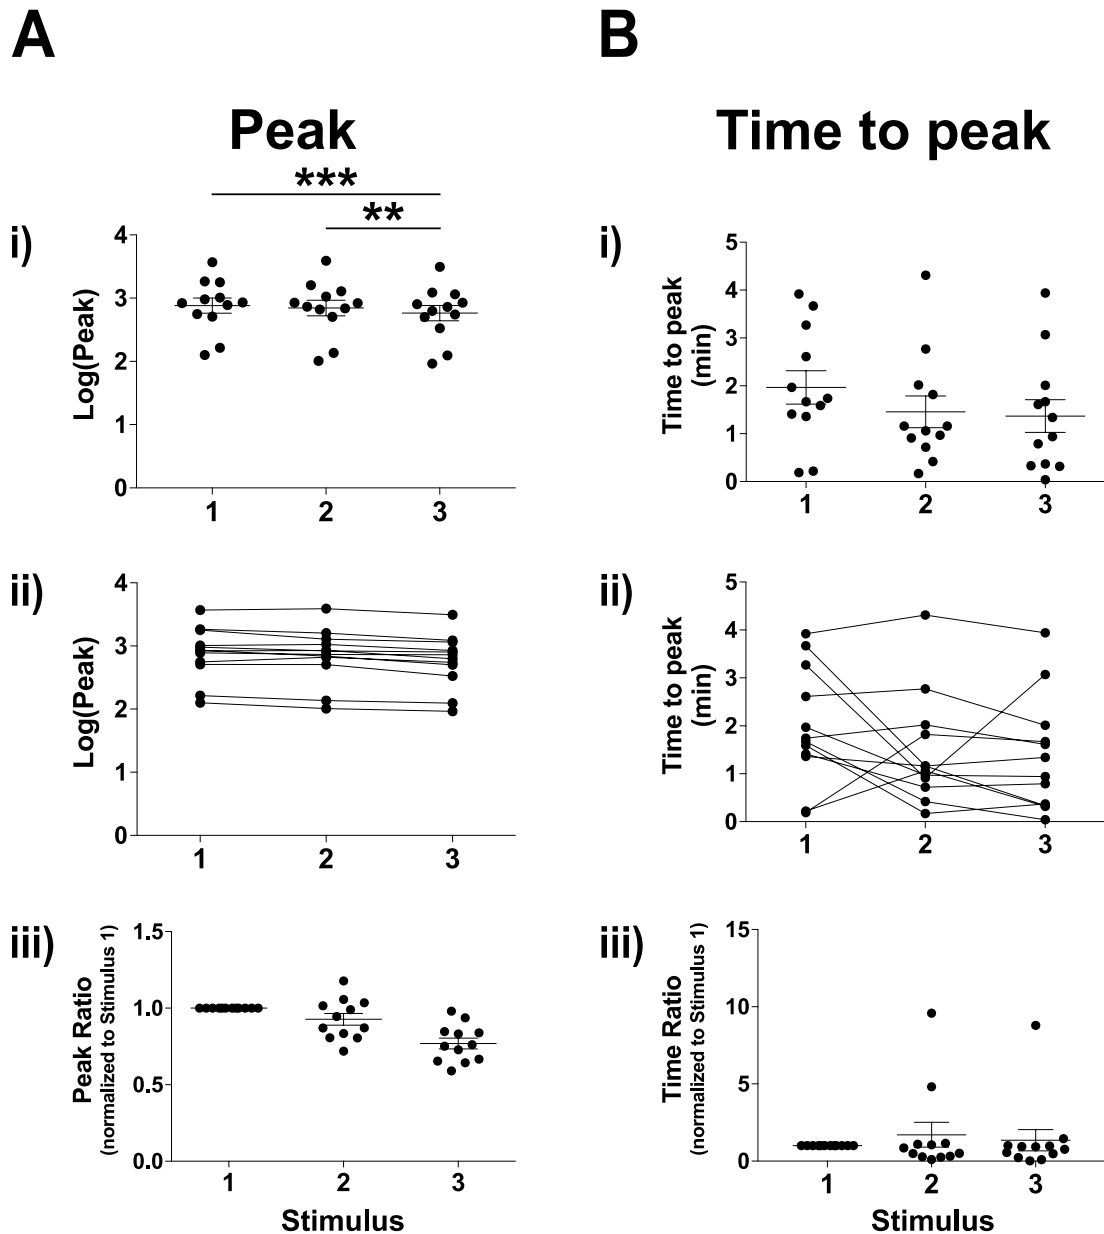 A
Peak
***
**
i)
Log(Peak)
4
3
2
1
0
1 2 3
ii)
Log(Peak)
4
3
2
1
0
1 2 3
iii)
Peak Ratio
(normalized to Stimulus 1)
1.5
1.0
0.5
0.0
1 2 3
Stimulus
B
Time to peak
i)
Time to peak
(min)
5
4
3
2
1
0
1 2 3
ii)
Time to peak
(min)
5
4
3
2
1
0
1 2 3
iii)
Time Ratio
(normalized to Stimulus 1)
15
10
5
0
1 2 3
Stimulus